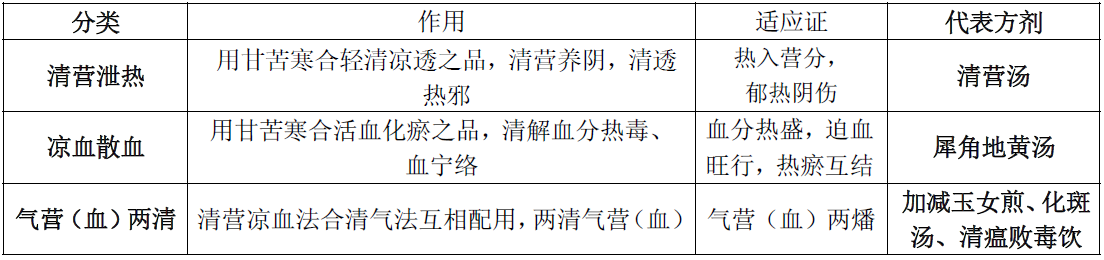 分类 作用 适应证 代表方剂
清营泄热 用甘苦寒合轻清凉透之品，清营养阴，清透热邪 热入营分，郁热阴伤 清营汤
凉血散血 用甘苦寒合活血化瘀之品，清解血分热毒、血宁络 血分热盛，迫血旺行，热瘀互结 犀角地黄汤
气营（血）两清 清营凉血法合清气法互相配用，两清气营（血） 气营（血）两燔 加减玉女煎、化斑汤、清瘟败毒饮